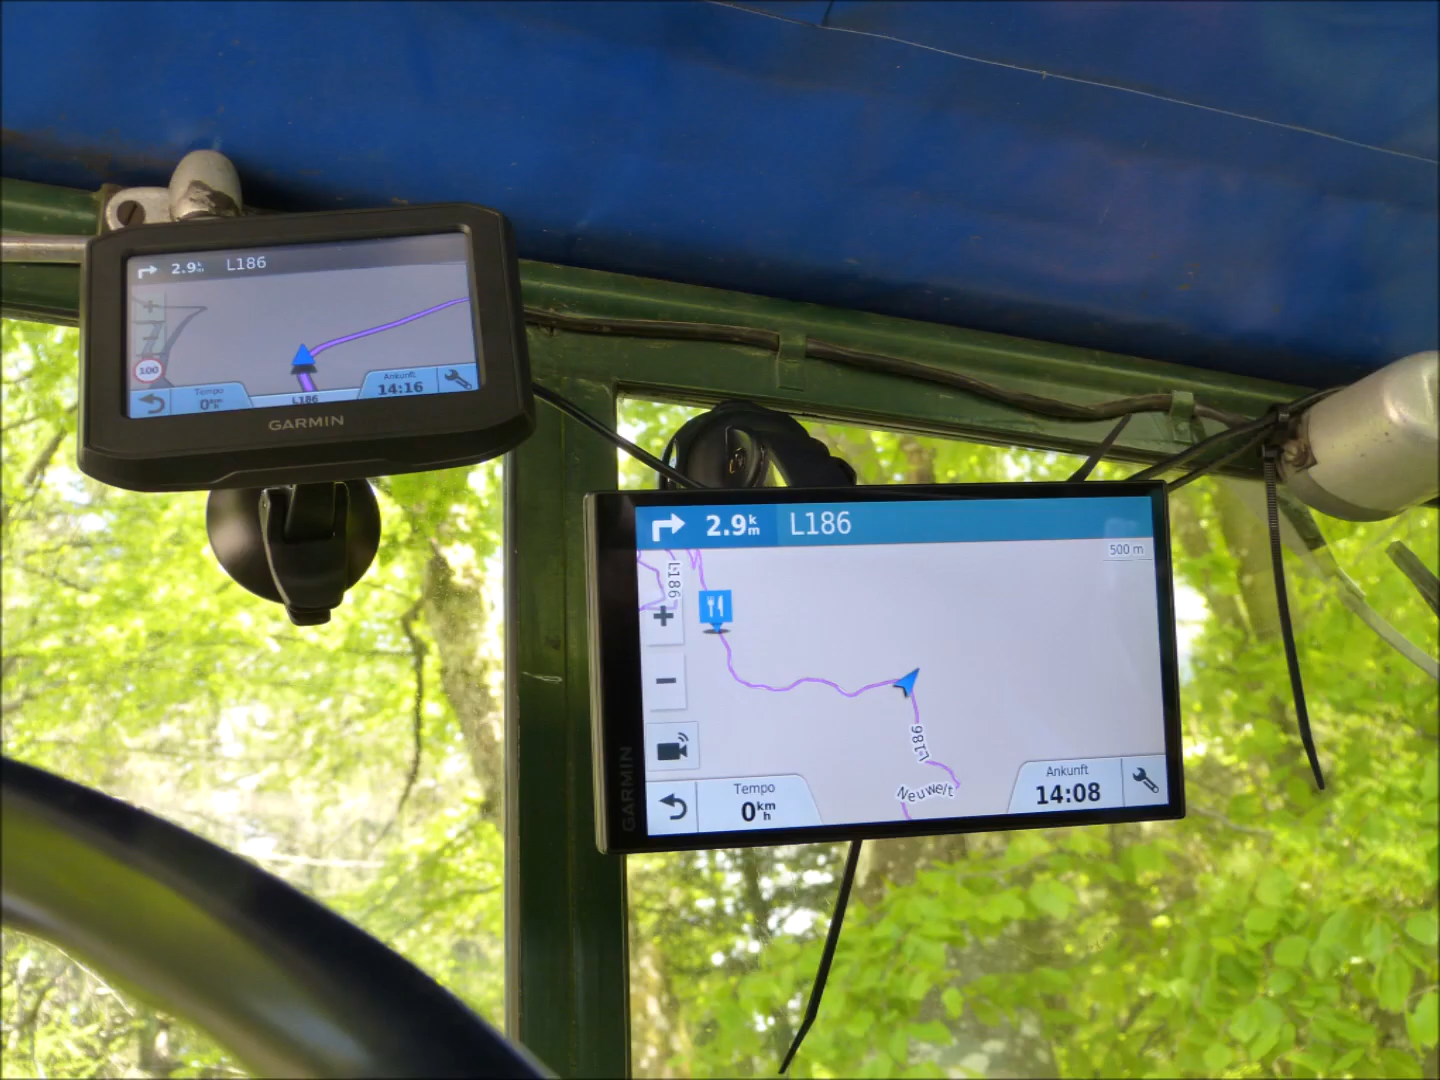 2.9 km L186
100
Tempo
0 km/h
L186
Ankunft
14:16
GARMIN
2.9 km L186
500 m
L186
L186
Neuwelt
Tempo
0 km/h
Ankunft
14:08
GARMIN